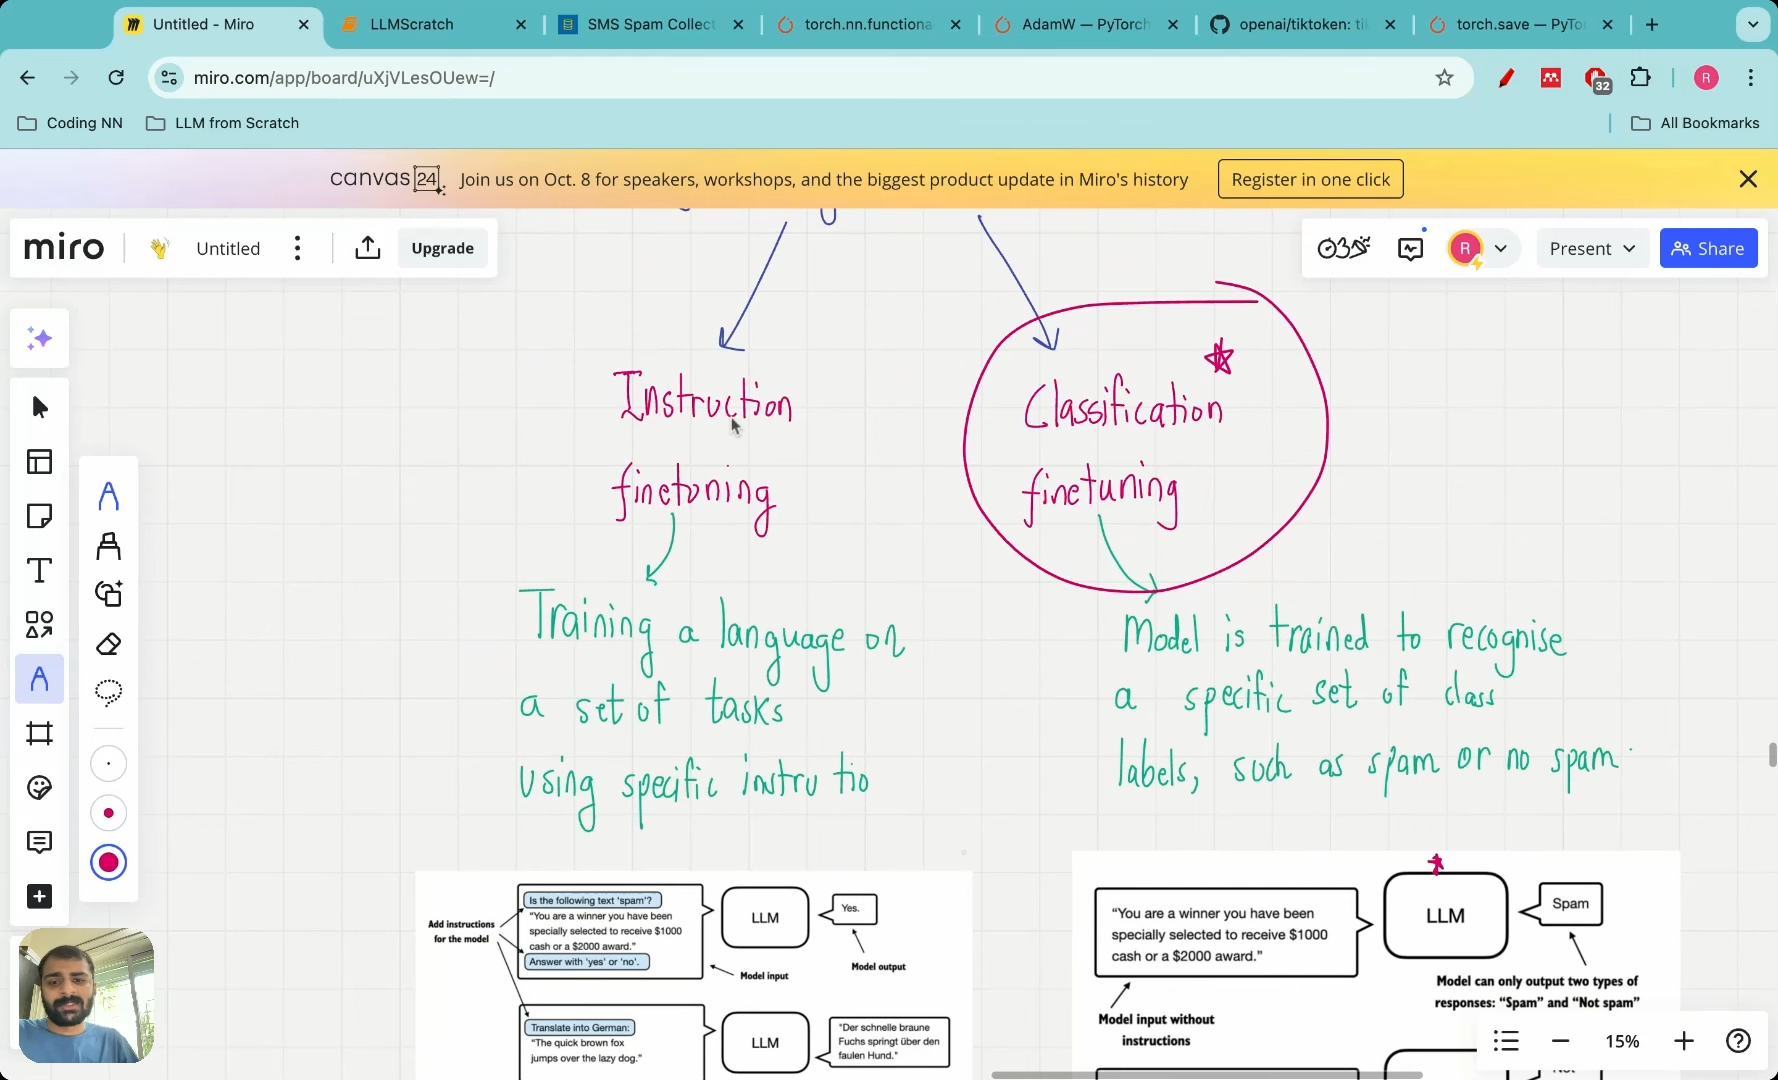 Untitled - Miro
LLMScratch
SMS Spam Collect
torch.nn.functiona
AdamW — PyTorch
openai/tiktoken: ti
torch.save — PyTo
miro.com/app/board/uXjVLesOUew=/
32
R
Coding NN
LLM from Scratch
All Bookmarks
canvas 24
Join us on Oct. 8 for speakers, workshops, and the biggest product update in Miro's history
Register in one click
miro
Untitled
Upgrade
R
Present
Share
Instruction
finetuning
Classification
finetuning
Training a language on
a set of tasks
using specific instru tio
Model is trained to recognise
a specific set of class
labels, such as spam or no spam.
Add instructions
for the model
Is the following text 'spam'?
"You are a winner you have been
specially selected to receive $1000
cash or a $2000 award."
Answer with 'yes' or 'no'.
LLM
Yes.
Model input
Model output
Translate into German:
"The quick brown fox
jumps over the lazy dog."
LLM
"Der schnelle braune
Fuchs springt über den
faulen Hund."
"You are a winner you have been
specially selected to receive $1000
cash or a $2000 award."
LLM
Spam
Model can only output two types of
responses: "Spam" and "Not spam"
Model input without
instructions
15%